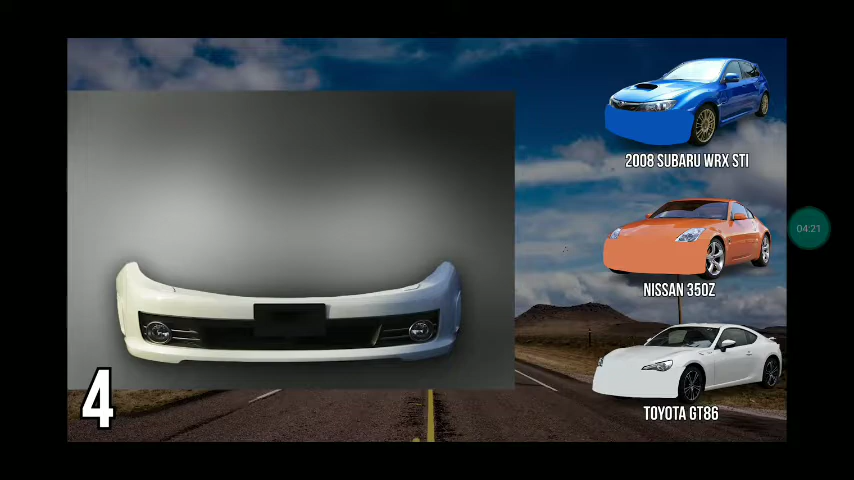 2008 SUBARU WRX STI
04:21
NISSAN 350Z
4
TOYOTA GT86